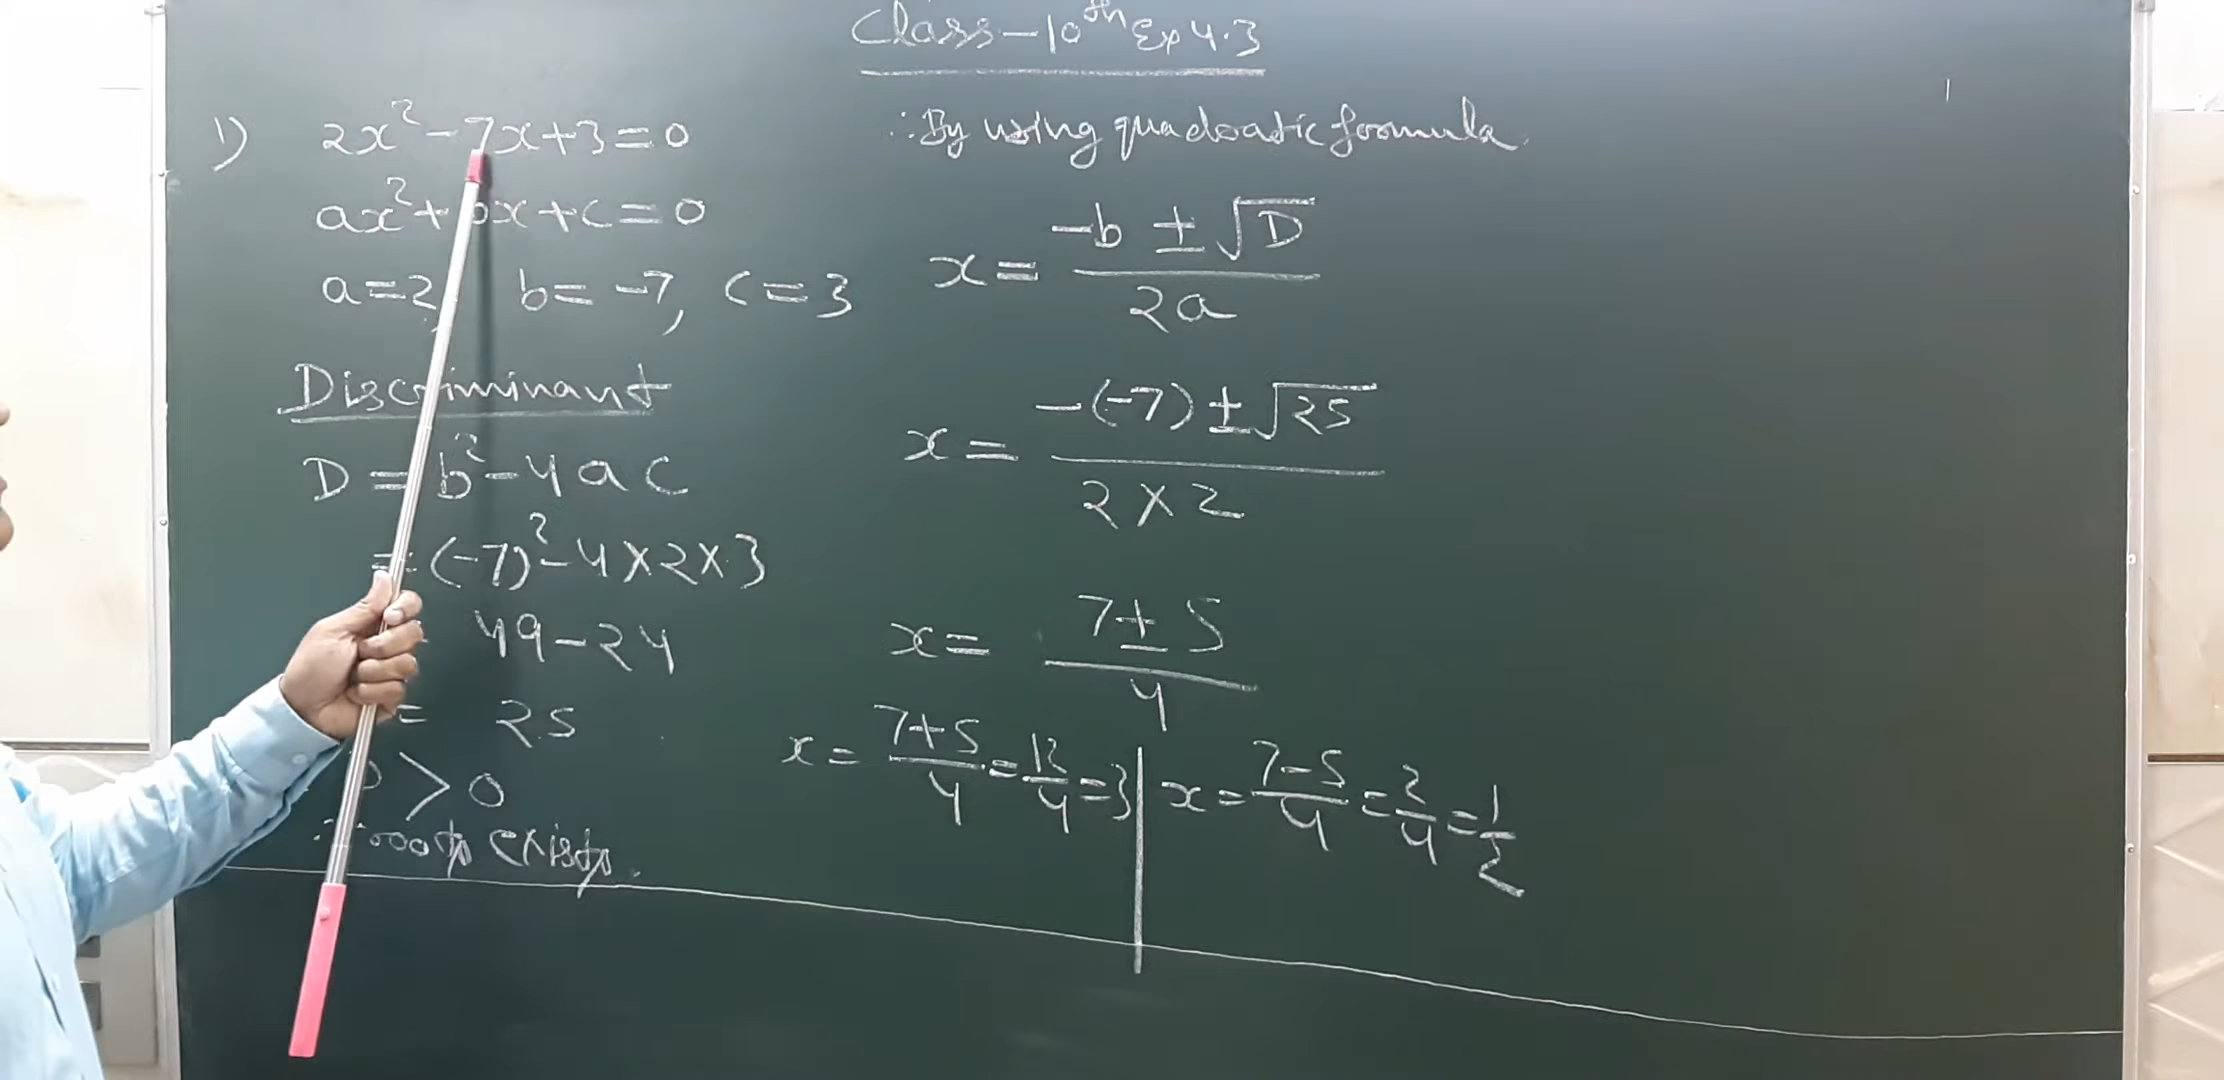 Class-10th Exp 4.3
1) 2x² - 7x + 3 = 0
ax² + bx + c = 0
a = 2, b = -7, c = 3
Discriminant
D = b² - 4ac
= (-7)² - 4 × 2 × 3
49 - 24
= 25
D > 0
∴ roots exists.
∴ By using quadratic formula
x = (-b ± √D) / 2a
x = (-(-7) ± √25) / (2 × 2)
x = (7 ± 5) / 4
x = (7+5)/4 = 12/4 = 3 | x = (7-5)/4 = 2/4 = 1/2